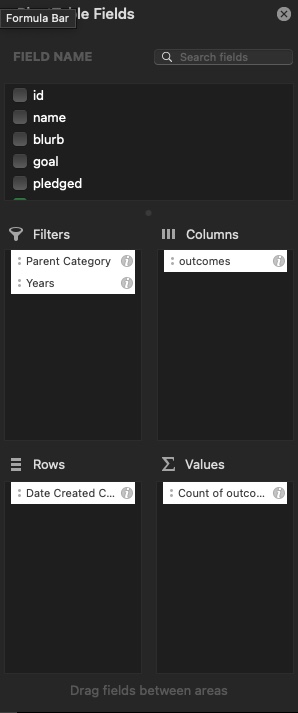 Formula Bar
Table Fields
FIELD NAME
Search fields
id
name
blurb
goal
pledged
Filters
Columns
Parent Category
outcomes
Years
Rows
Values
Date Created C...
Count of outco...
Drag fields between areas